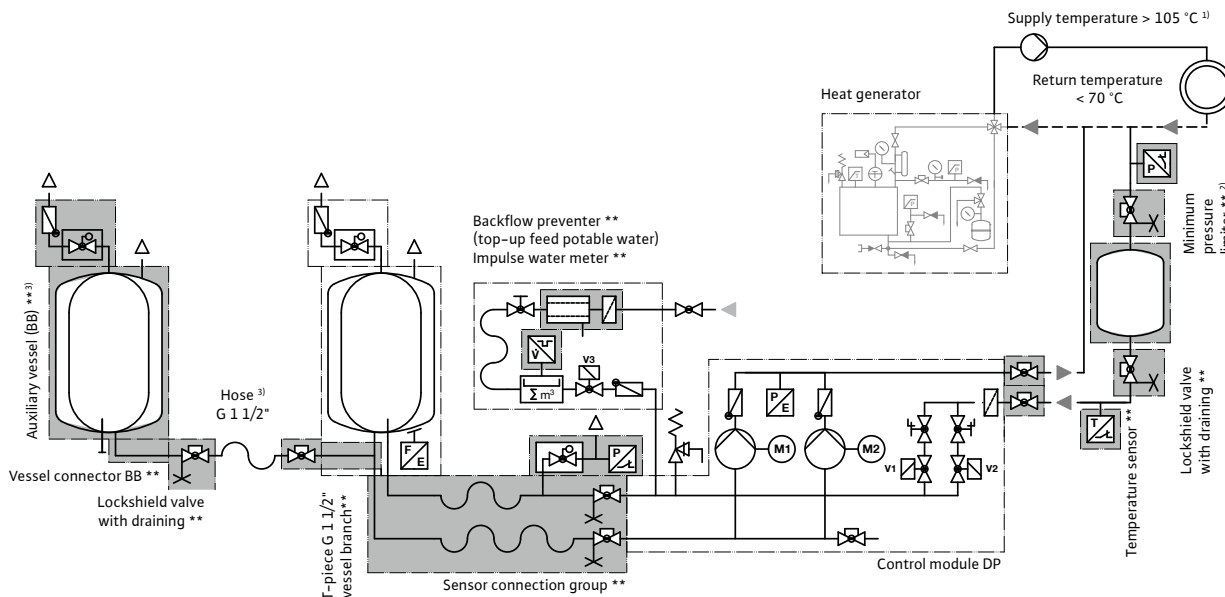 Supply temperature > 105 °C 1)
Return temperature
< 70 °C
Heat generator
P
Minimum
pressure
limiter ** 2)
Backflow preventer **
(top-up feed potable water)
Impulse water meter **
Auxiliary vessel (BB) ** 3)
V̇
V3
∑ m³
Hose 3)
G 1 1/2"
P
E
F
E
P
M1
M2
V1
V2
T
Vessel connector BB **
Lockshield valve
with draining **
T-piece G 1 1/2"
vessel branch**
Sensor connection group **
Control module DP
Temperature sensor **
Lockshield valve
with draining **